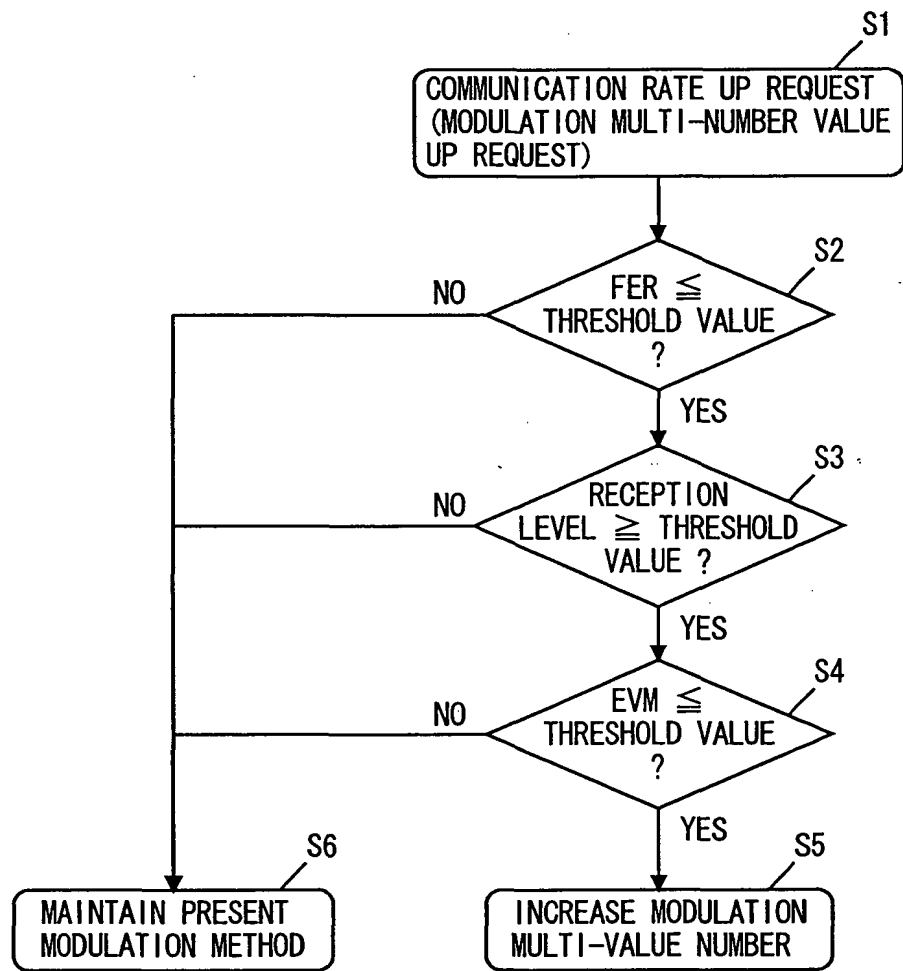 S1
COMMUNICATION RATE UP REQUEST
(MODULATION MULTI-NUMBER VALUE
UP REQUEST)
S2
NO
FER ≦
THRESHOLD VALUE
?
YES
S3
NO
RECEPTION
LEVEL ≧ THRESHOLD
VALUE ?
YES
S4
NO
EVM ≦
THRESHOLD VALUE
?
YES
S6
MAINTAIN PRESENT
MODULATION METHOD
S5
INCREASE MODULATION
MULTI-VALUE NUMBER